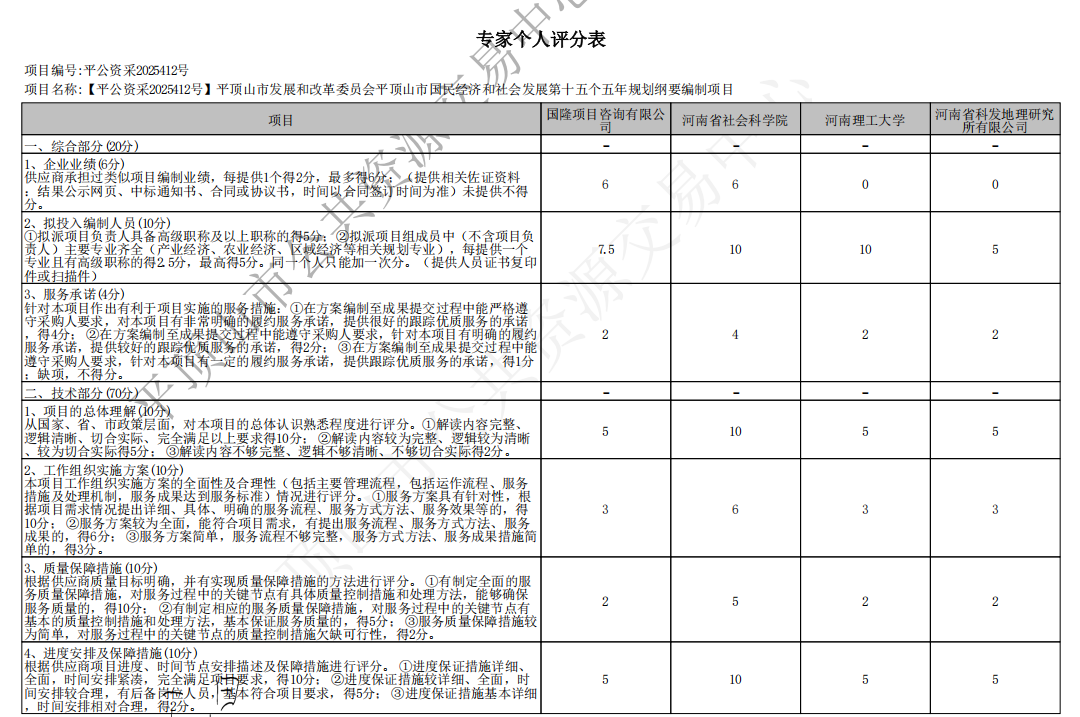 专家个人评分表
项目编号:平公资采2025412号
项目名称:【平公资采2025412号】平顶山市发展和改革委员会平顶山市国民经济和社会发展第十五个五年规划纲要编制项目
项目 国隆项目咨询有限公司 河南省社会科学院 河南理工大学 河南省科发地理研究所有限公司
一、综合部分(20分) - - - -
1、企业业绩(6分)
供应商承担过类似项目编制业绩，每提供1个得2分，最多得6分；（提供相关佐证资料
；结果公示网页、中标通知书、合同或协议书，时间以合同签订时间为准）未提供不得
分。
6 6 0 0
2、拟投入编制人员(10分)
①拟派项目负责人具备高级职称及以上职称的得5分；②拟派项目组成员中（不含项目负
责人）主要专业齐全（产业经济、农业经济、区域经济等相关规划专业），每提供一个
专业且有高级职称的得2.5分，最高得5分。同一个人只能加一次分。（提供人员证书复印
件或扫描件）
7.5 10 10 5
3、服务承诺(4分)
针对本项目作出有利于项目实施的服务措施：①在方案编制至成果提交过程中能严格遵
守采购人要求，对本项目有非常明确的履约服务承诺，提供很好的跟踪优质服务的承诺
，得4分；②在方案编制至成果提交过程中能遵守采购人要求，针对本项目有明确的履约
服务承诺，提供较好的跟踪优质服务的承诺，得2分；③在方案编制至成果提交过程中能
遵守采购人要求，针对本项目有一定的履约服务承诺，提供跟踪优质服务的承诺，得1分
；缺项，不得分。
2 4 2 2
二、技术部分(70分) - - - -
1、项目的总体理解(10分)
从国家、省、市政策层面，对本项目的总体认识熟悉程度进行评分。①解读内容完整、
逻辑清晰、切合实际、完全满足以上要求得10分；②解读内容较为完整、逻辑较为清晰
、较为切合实际得5分；③解读内容不够完整、逻辑不够清晰、不够切合实际得2分。
5 10 5 5
2、工作组织实施方案(10分)
本项目工作组织实施方案的全面性及合理性（包括主要管理流程，包括运作流程、服务
措施及处理机制，服务成果达到服务标准）情况进行评分。①服务方案具有针对性，根
据项目需求情况提出详细、具体、明确的服务流程、服务方式方法、服务效果等的，得
10分；②服务方案较为全面，能符合项目需求，有提出服务流程、服务方式方法、服务
成果的，得6分；③服务方案简单，服务流程不够完整，服务方式方法、服务成果措施简
单的，得3分。
3 6 3 3
3、质量保障措施(10分)
根据供应商质量目标明确，并有实现质量保障措施的方法进行评分。①有制定全面的服
务质量保障措施，对服务过程中的关键节点有具体质量控制措施和处理方法，能够确保
服务质量的，得10分；②有制定相应的服务质量保障措施，对服务过程中的关键节点有
基本的质量控制措施和处理方法，基本保证服务质量的，得5分；③服务质量保障措施较
为简单，对服务过程中的关键节点的质量控制措施欠缺可行性，得2分。
2 5 2 2
4、进度安排及保障措施(10分)
根据供应商项目进度、时间节点安排描述及保障措施进行评分。①进度保证措施详细、
全面，时间安排紧凑，完全满足项目要求，得10分；②进度保证措施较详细、全面，时
间安排较合理，有后备岗位人员，基本符合项目要求，得5分；③进度保证措施基本详细
，时间安排相对合理，得2分。
5 10 5 5
平顶山市公共资源交易中心
顶山市公共资源交易中心